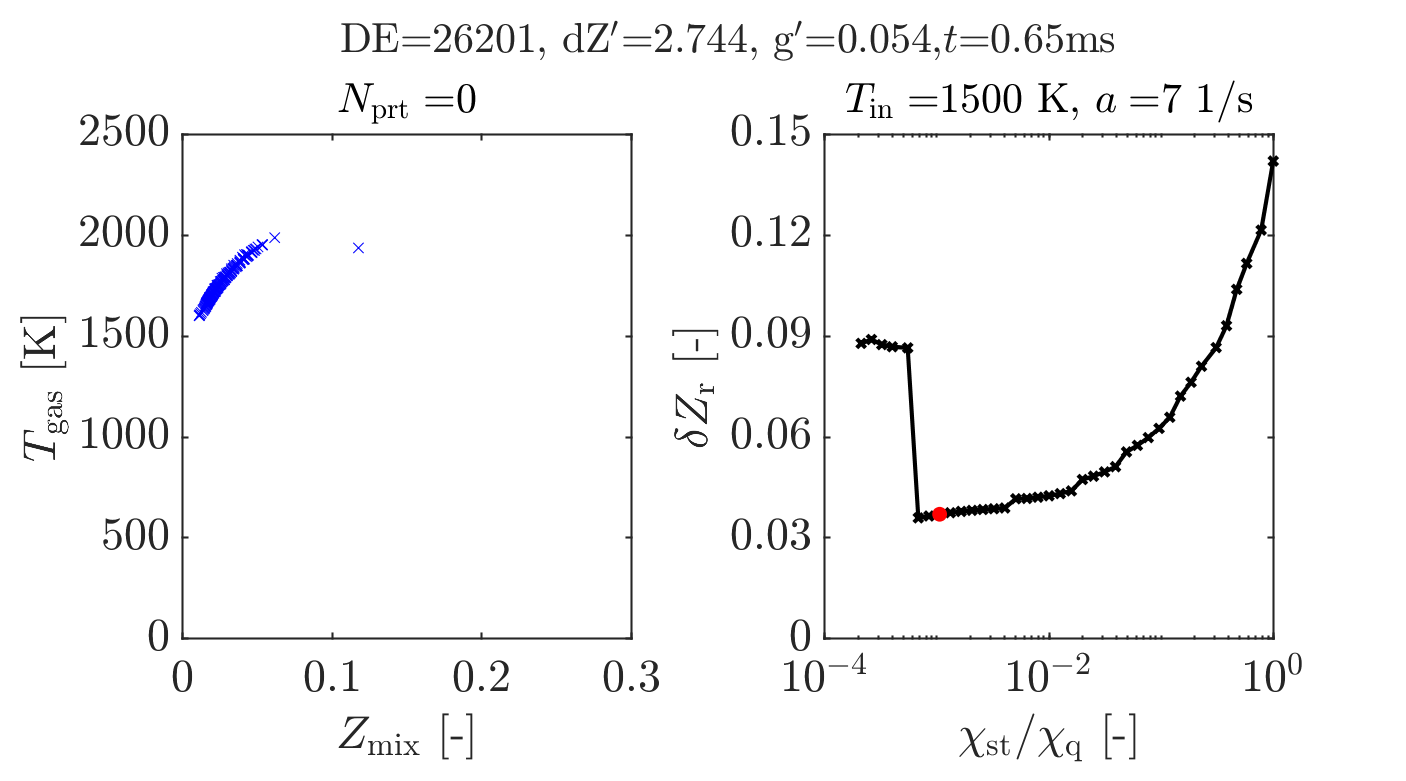 DE=26201, dZ′=2.744, g′=0.054,t=0.65ms
N_prt =0
T_gas [K]
2500
2000
1500
1000
500
0
0 0.1 0.2 0.3
Z_mix [-]
T_in =1500 K, a =7 1/s
δZ_r [-]
0.15
0.12
0.09
0.06
0.03
0
10^−4 10^−2 10^0
χ_st/χ_q [-]